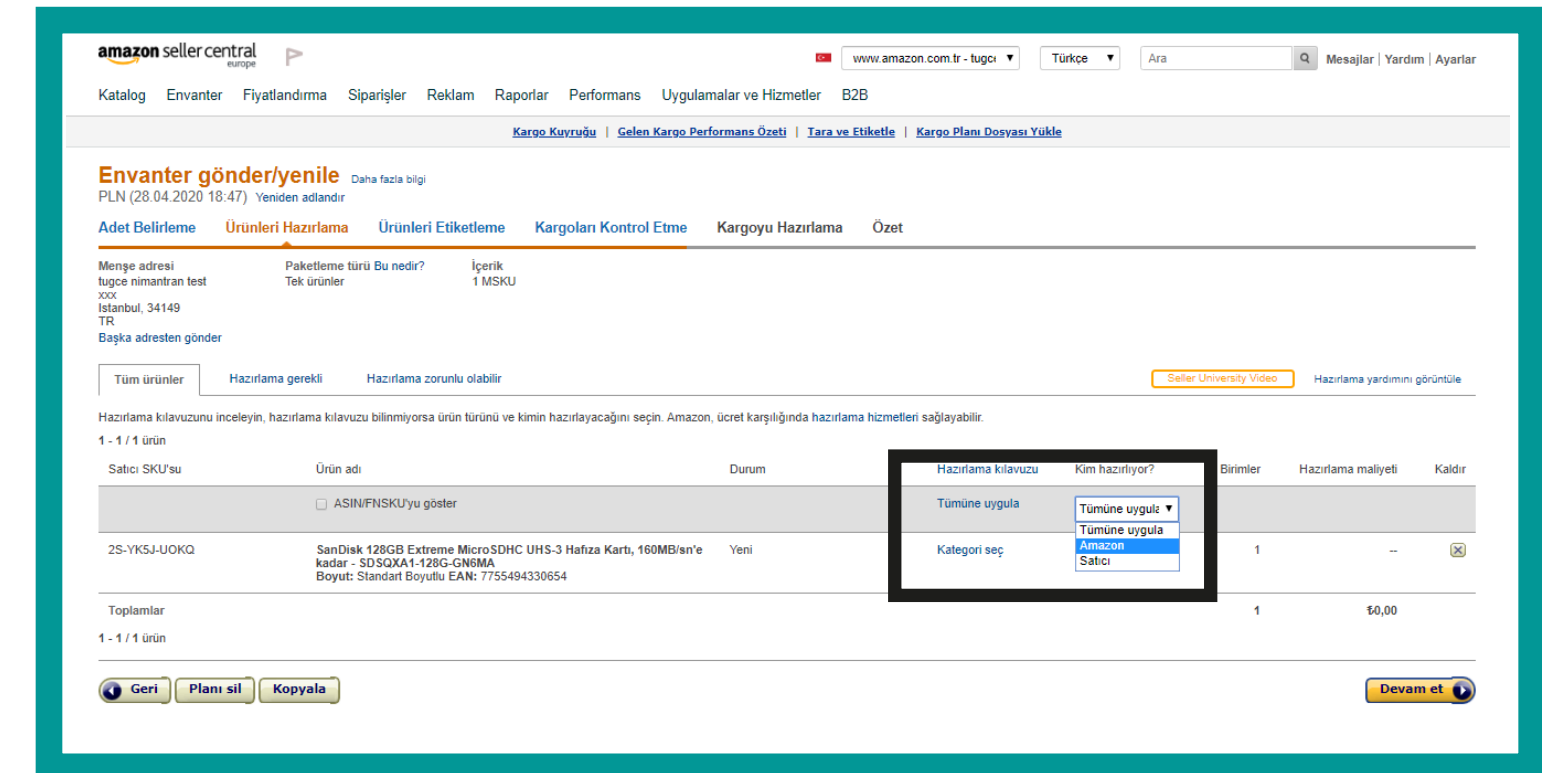 amazon seller central
europe
www.amazon.com.tr - tugcı
Türkçe
Ara
Mesajlar | Yardım | Ayarlar
Katalog Envanter Fiyatlandırma Siparişler Reklam Raporlar Performans Uygulamalar ve Hizmetler B2B
Kargo Kuyruğu | Gelen Kargo Performans Özeti | Tara ve Etiketle | Kargo Planı Dosyası Yükle
Envanter gönder/yenile Daha fazla bilgi
PLN (28.04.2020 18:47) Yeniden adlandır
Adet Belirleme Ürünleri Hazırlama Ürünleri Etiketleme Kargoları Kontrol Etme Kargoyu Hazırlama Özet
Menşe adresi
tugce nimantran test
xxx
Istanbul, 34149
TR
Başka adresten gönder
Paketleme türü Bu nedir?
Tek ürünler
İçerik
1 MSKU
Tüm ürünler Hazırlama gerekli Hazırlama zorunlu olabilir Seller University Video Hazırlama yardımını görüntüle
Hazırlama kılavuzunu inceleyin, hazırlama kılavuzu bilinmiyorsa ürün türünü ve kimin hazırlayacağını seçin. Amazon, ücret karşılığında hazırlama hizmetleri sağlayabilir.
1 - 1 / 1 ürün
Satıcı SKU'su Ürün adı Durum Hazırlama kılavuzu Kim hazırlıyor? Birimler Hazırlama maliyeti Kaldır
ASIN/FNSKU'yu göster Tümüne uygula Tümüne uygula
Tümüne uygula
Amazon
Satıcı
2S-YK5J-UOKQ
SanDisk 128GB Extreme MicroSDHC UHS-3 Hafıza Kartı, 160MB/sn'e
kadar - SDSQXA1-128G-GN6MA
Boyut: Standart Boyutlu EAN: 7755494330654
Yeni Kategori seç 1 --
Toplamlar 1 ₺0,00
1 - 1 / 1 ürün
Geri Planı sil Kopyala Devam et